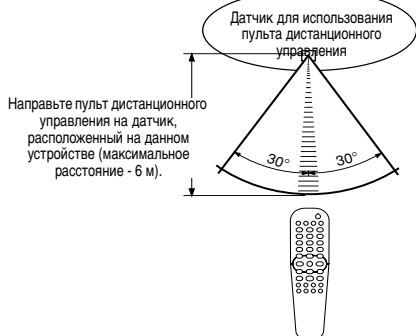 Датчик для использования
пульта дистанционного
управления
Направьте пульт дистанционного
управления на датчик,
расположенный на данном
устройстве (максимальное
расстояние - 6 м).
30° 30°